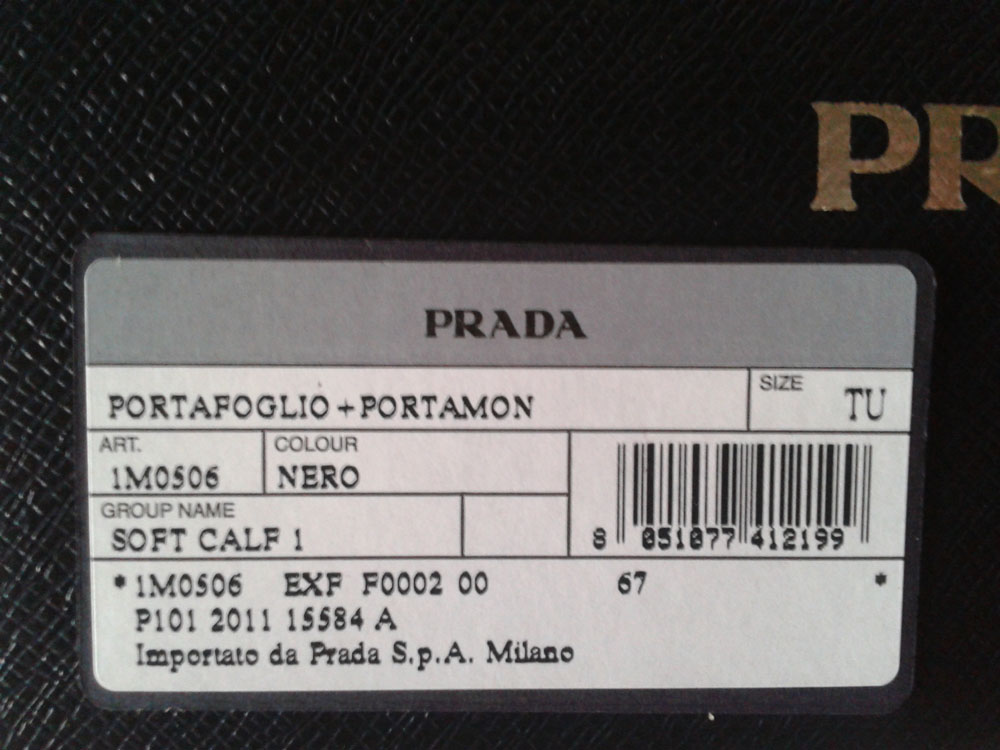 PR
PRADA
PORTAFOGLIO + PORTAMON
SIZE
TU
ART.
1M0506
COLOUR
NERO
GROUP NAME
SOFT CALF 1
8 051077 412199
* 1M0506 EXF F0002 00 67 *
P101 2011 15584 A
Importato da Prada S.p.A. Milano